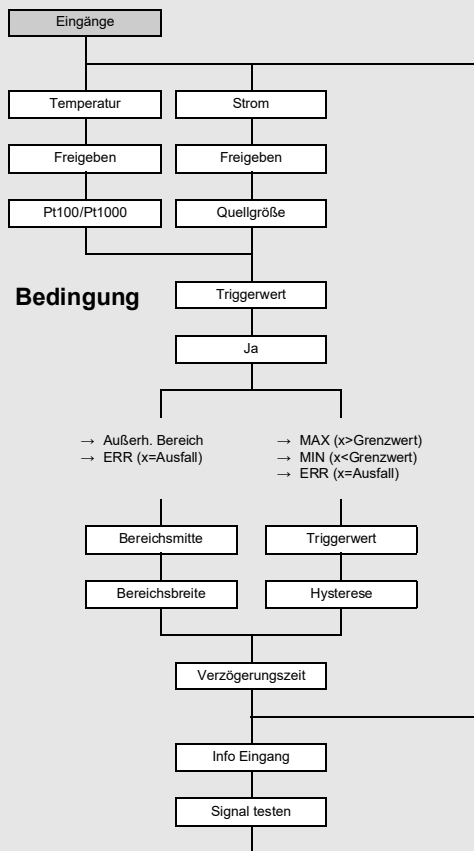 Eingänge
Temperatur
Strom
Freigeben
Freigeben
Pt100/Pt1000
Quellgröße
Bedingung
Triggerwert
Ja
→ Außerh. Bereich
→ ERR (x=Ausfall)
→ MAX (x>Grenzwert)
→ MIN (x<Grenzwert)
→ ERR (x=Ausfall)
Bereichsmitte
Triggerwert
Bereichsbreite
Hysterese
Verzögerungszeit
Info Eingang
Signal testen